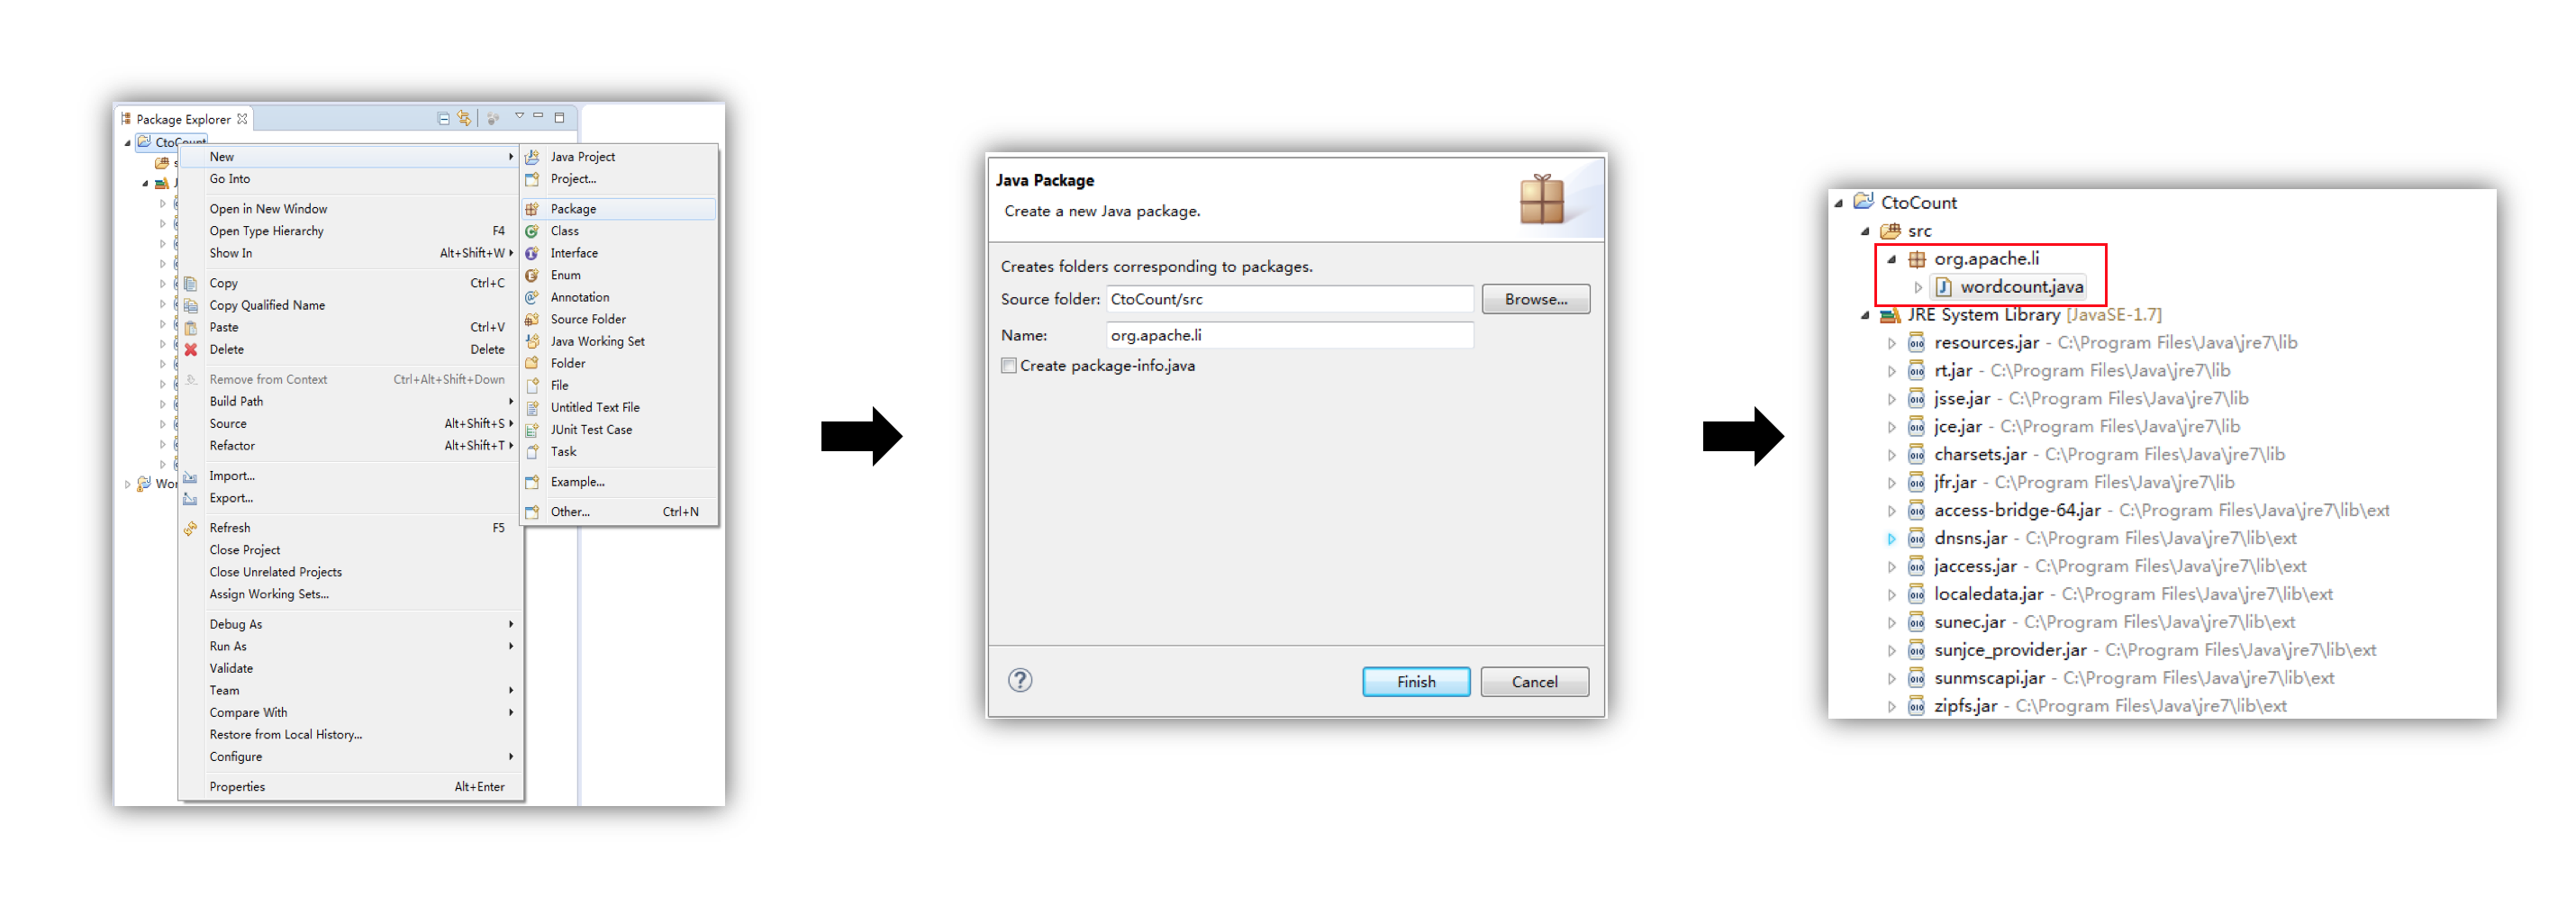 Package Explorer
CtoCount
New
Go Into
Open in New Window
Open Type Hierarchy F4
Show In Alt+Shift+W
Copy Ctrl+C
Copy Qualified Name
Paste Ctrl+V
Delete Delete
Remove from Context Ctrl+Alt+Shift+Down
Build Path
Source Alt+Shift+S
Refactor Alt+Shift+T
Import...
Export...
Refresh F5
Close Project
Close Unrelated Projects
Assign Working Sets...
Debug As
Run As
Validate
Team
Compare With
Restore from Local History...
Configure
Properties Alt+Enter
Wor
Java Project
Project...
Package
Class
Interface
Enum
Annotation
Source Folder
Java Working Set
Folder
File
Untitled Text File
JUnit Test Case
Task
Example...
Other... Ctrl+N
Java Package
Create a new Java package.
Creates folders corresponding to packages.
Source folder: CtoCount/src Browse...
Name: org.apache.li
Create package-info.java
Finish Cancel
CtoCount
src
org.apache.li
wordcount.java
JRE System Library [JavaSE-1.7]
resources.jar - C:\Program Files\Java\jre7\lib
rt.jar - C:\Program Files\Java\jre7\lib
jsse.jar - C:\Program Files\Java\jre7\lib
jce.jar - C:\Program Files\Java\jre7\lib
charsets.jar - C:\Program Files\Java\jre7\lib
jfr.jar - C:\Program Files\Java\jre7\lib
access-bridge-64.jar - C:\Program Files\Java\jre7\lib\ext
dnsns.jar - C:\Program Files\Java\jre7\lib\ext
jaccess.jar - C:\Program Files\Java\jre7\lib\ext
localedata.jar - C:\Program Files\Java\jre7\lib\ext
sunec.jar - C:\Program Files\Java\jre7\lib\ext
sunjce_provider.jar - C:\Program Files\Java\jre7\lib\ext
sunmscapi.jar - C:\Program Files\Java\jre7\lib\ext
zipfs.jar - C:\Program Files\Java\jre7\lib\ext